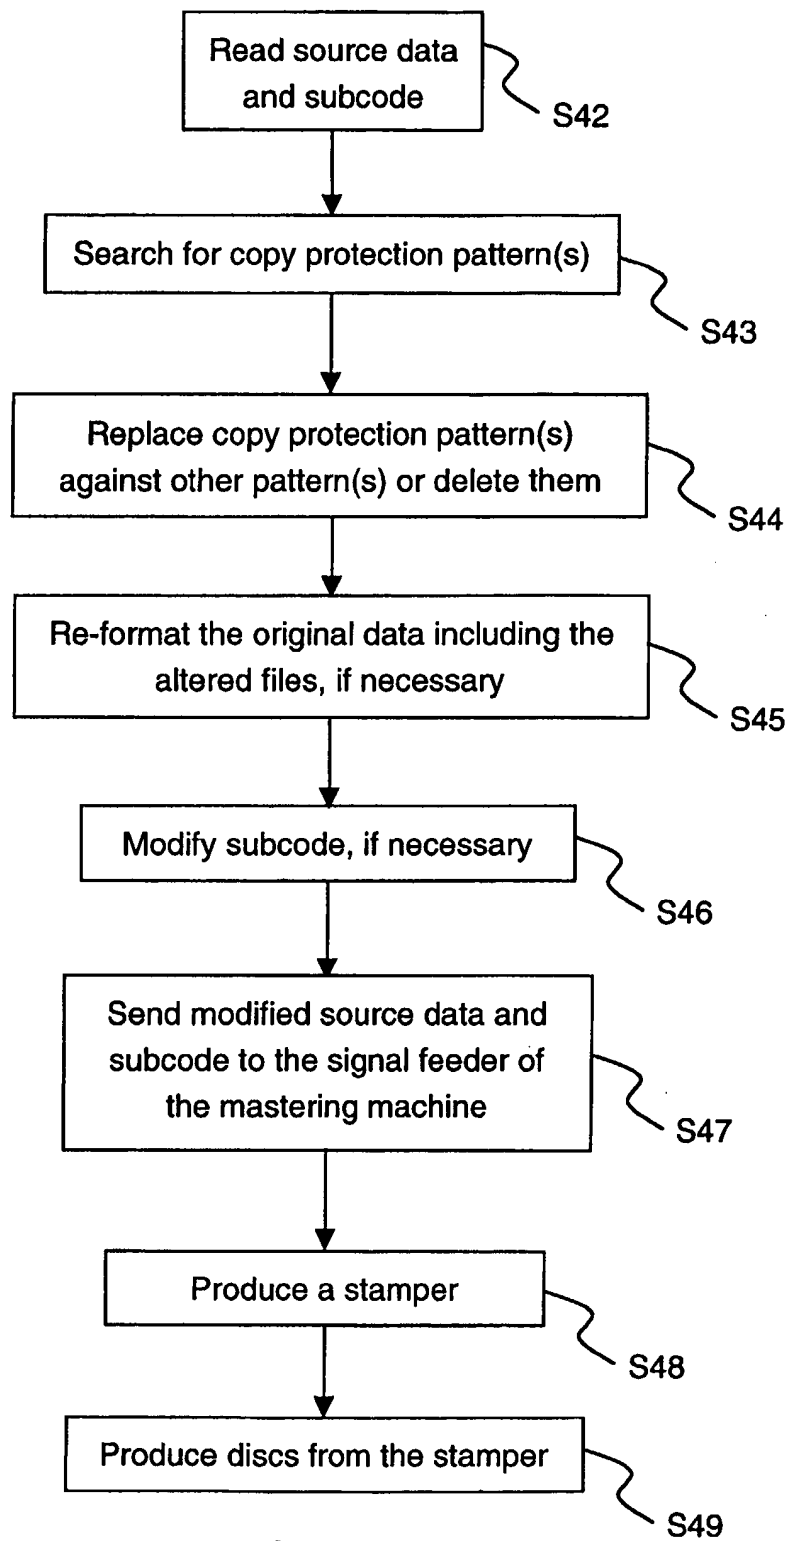 Read source data
and subcode
S42
Search for copy protection pattern(s)
S43
Replace copy protection pattern(s)
against other pattern(s) or delete them
S44
Re-format the original data including the
altered files, if necessary
S45
Modify subcode, if necessary
S46
Send modified source data and
subcode to the signal feeder of
the mastering machine
S47
Produce a stamper
S48
Produce discs from the stamper
S49